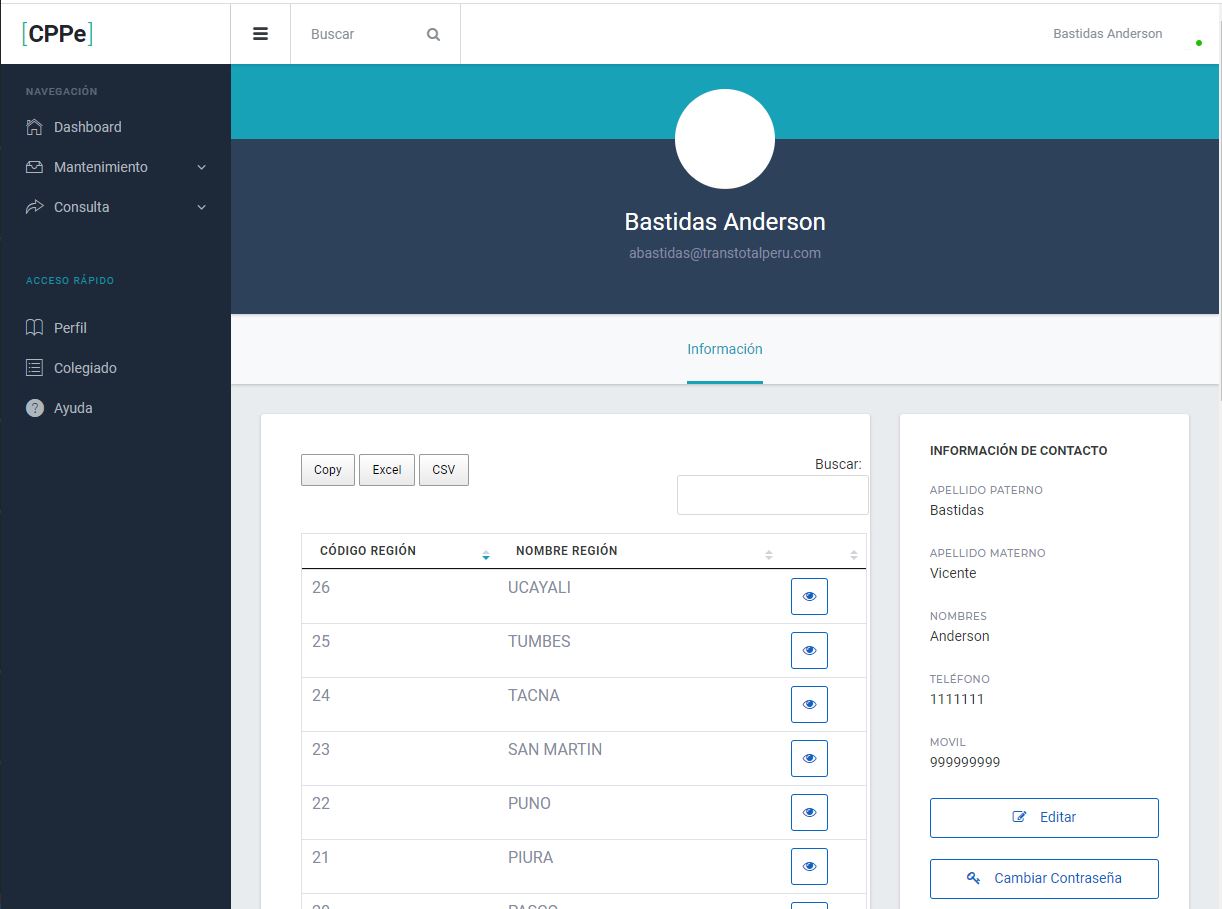 [CPPe]
Buscar
Bastidas Anderson
NAVEGACIÓN
Dashboard
Mantenimiento
Consulta
ACCESO RÁPIDO
Perfil
Colegiado
Ayuda
Bastidas Anderson
abastidas@transtotalperu.com
Información
Copy Excel CSV
Buscar:
CÓDIGO REGIÓN NOMBRE REGIÓN
26 UCAYALI
25 TUMBES
24 TACNA
23 SAN MARTIN
22 PUNO
21 PIURA
20 PASCO
INFORMACIÓN DE CONTACTO
APELLIDO PATERNO
Bastidas
APELLIDO MATERNO
Vicente
NOMBRES
Anderson
TELÉFONO
1111111
MOVIL
999999999
Editar
Cambiar Contraseña